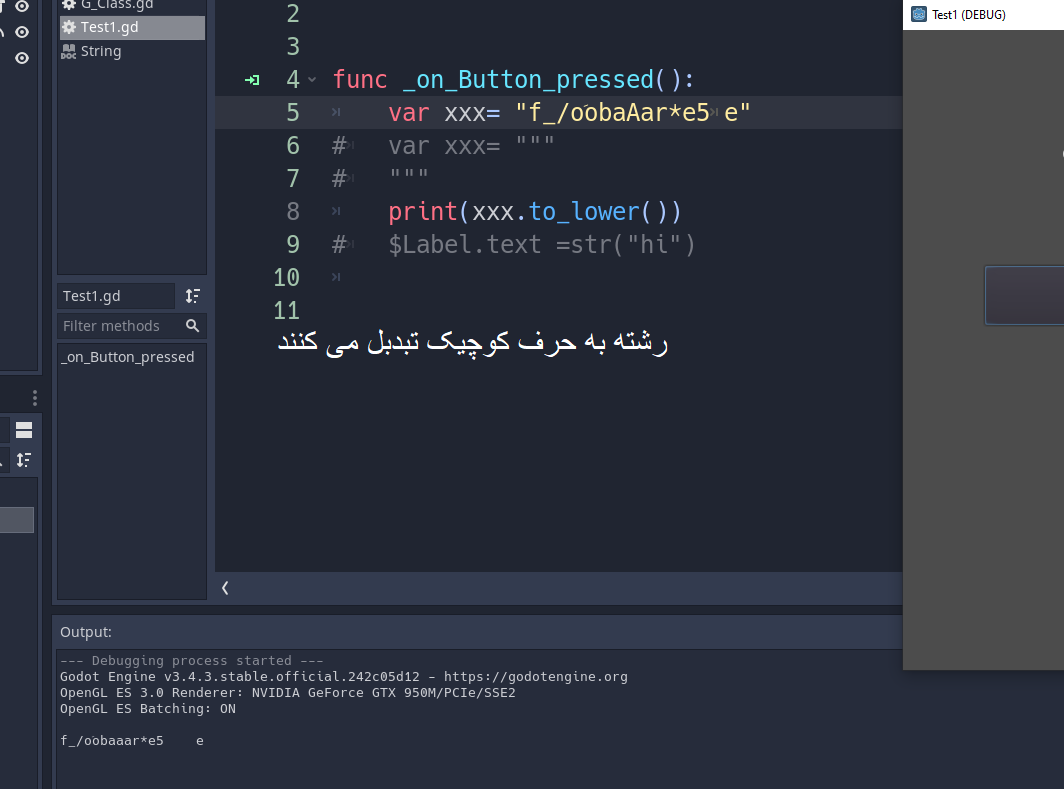 G_Class.gd
Test1.gd
String
Test1.gd
Filter methods
_on_Button_pressed
2
3
4 func _on_Button_pressed():
5 var xxx= "f_/oobaAar*e5 e"
6 # var xxx= """
7 # """
8 print(xxx.to_lower())
9 # $Label.text =str("hi")
10
11
رشته به حرف کوچیک تبدبل می کنند
Output:
--- Debugging process started ---
Godot Engine v3.4.3.stable.official.242c05d12 - https://godotengine.org
OpenGL ES 3.0 Renderer: NVIDIA GeForce GTX 950M/PCIe/SSE2
OpenGL ES Batching: ON
f_/oobaaar*e5 e
Test1 (DEBUG)